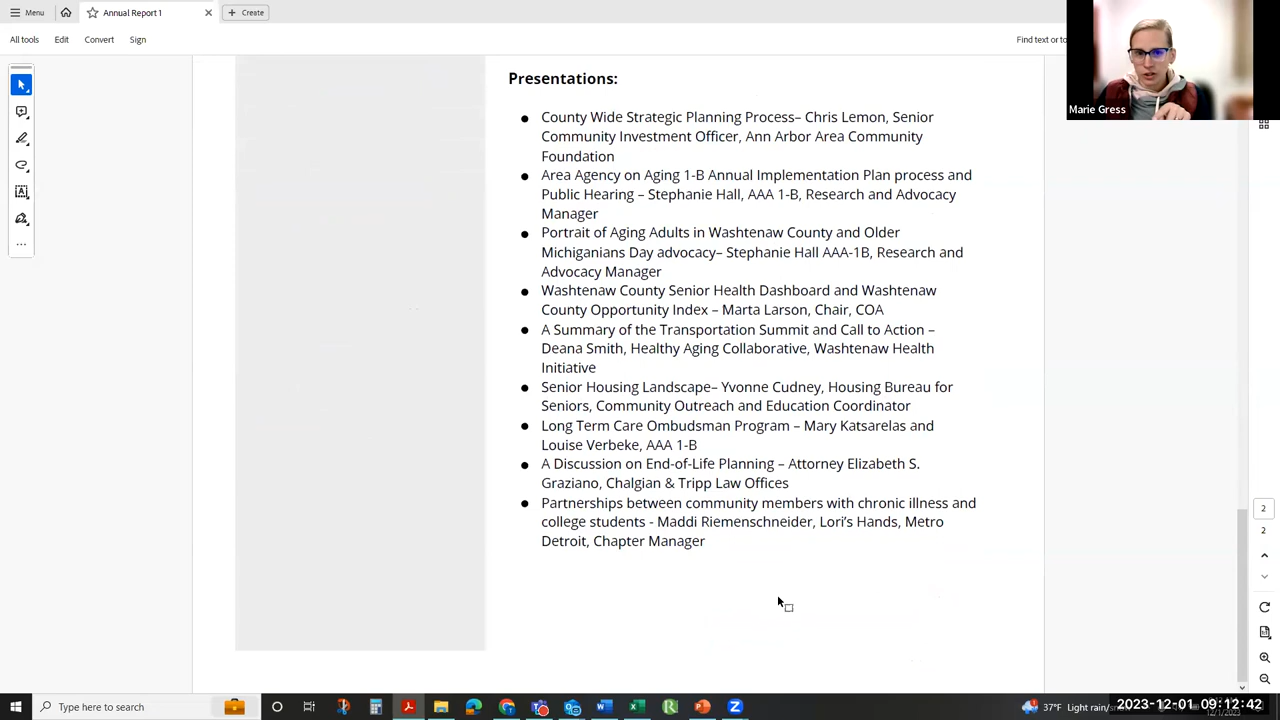 Menu
Annual Report 1
Create
All tools
Edit
Convert
Sign
Find text or to
Marie Gress
Presentations:
County Wide Strategic Planning Process– Chris Lemon, Senior
Community Investment Officer, Ann Arbor Area Community
Foundation
Area Agency on Aging 1-B Annual Implementation Plan process and
Public Hearing – Stephanie Hall, AAA 1-B, Research and Advocacy
Manager
Portrait of Aging Adults in Washtenaw County and Older
Michiganians Day advocacy– Stephanie Hall AAA-1B, Research and
Advocacy Manager
Washtenaw County Senior Health Dashboard and Washtenaw
County Opportunity Index – Marta Larson, Chair, COA
A Summary of the Transportation Summit and Call to Action –
Deana Smith, Healthy Aging Collaborative, Washtenaw Health
Initiative
Senior Housing Landscape– Yvonne Cudney, Housing Bureau for
Seniors, Community Outreach and Education Coordinator
Long Term Care Ombudsman Program – Mary Katsarelas and
Louise Verbeke, AAA 1-B
A Discussion on End-of-Life Planning – Attorney Elizabeth S.
Graziano, Chalgian & Tripp Law Offices
Partnerships between community members with chronic illness and
college students - Maddi Riemenschneider, Lori’s Hands, Metro
Detroit, Chapter Manager
2
2
Type here to search
37°F Light rain/
2023-12-01 09:12:42